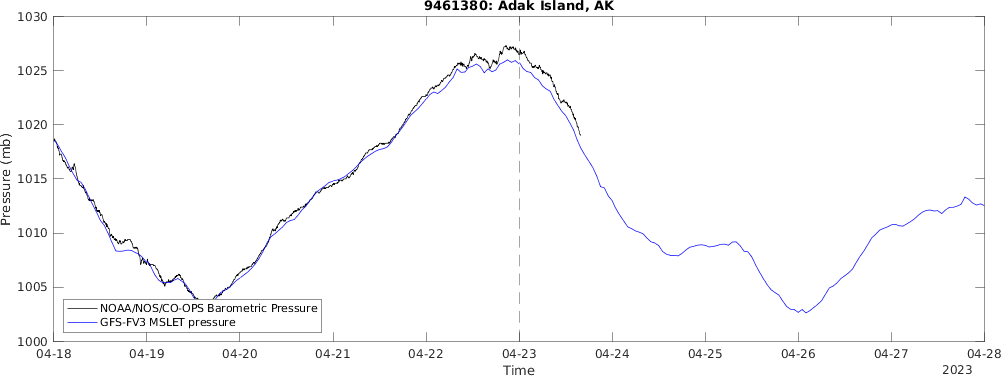 9461380: Adak Island, AK
Pressure (mb)
1030
1025
1020
1015
1010
1005
1000
NOAA/NOS/CO-OPS Barometric Pressure
GFS-FV3 MSLET pressure
04-18 04-19 04-20 04-21 04-22 04-23 04-24 04-25 04-26 04-27 04-28
Time
2023